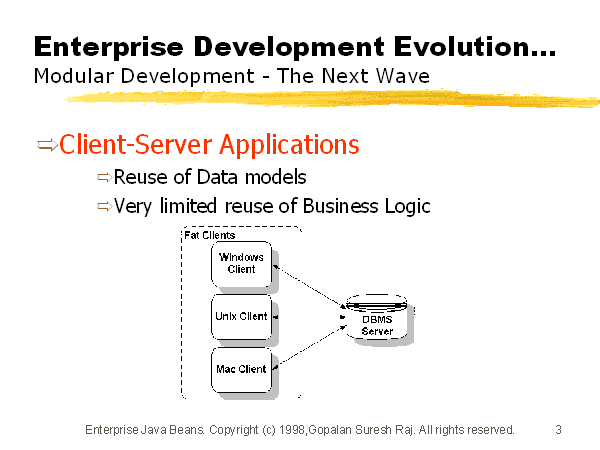 Enterprise Development Evolution...
Modular Development - The Next Wave
⇨Client-Server Applications
⇨Reuse of Data models
⇨Very limited reuse of Business Logic
Fat Clients
Windows
Client
Unix Client
Mac Client
DBMS
Server
Enterprise Java Beans. Copyright (c) 1998,Gopalan Suresh Raj. All rights reserved.
3